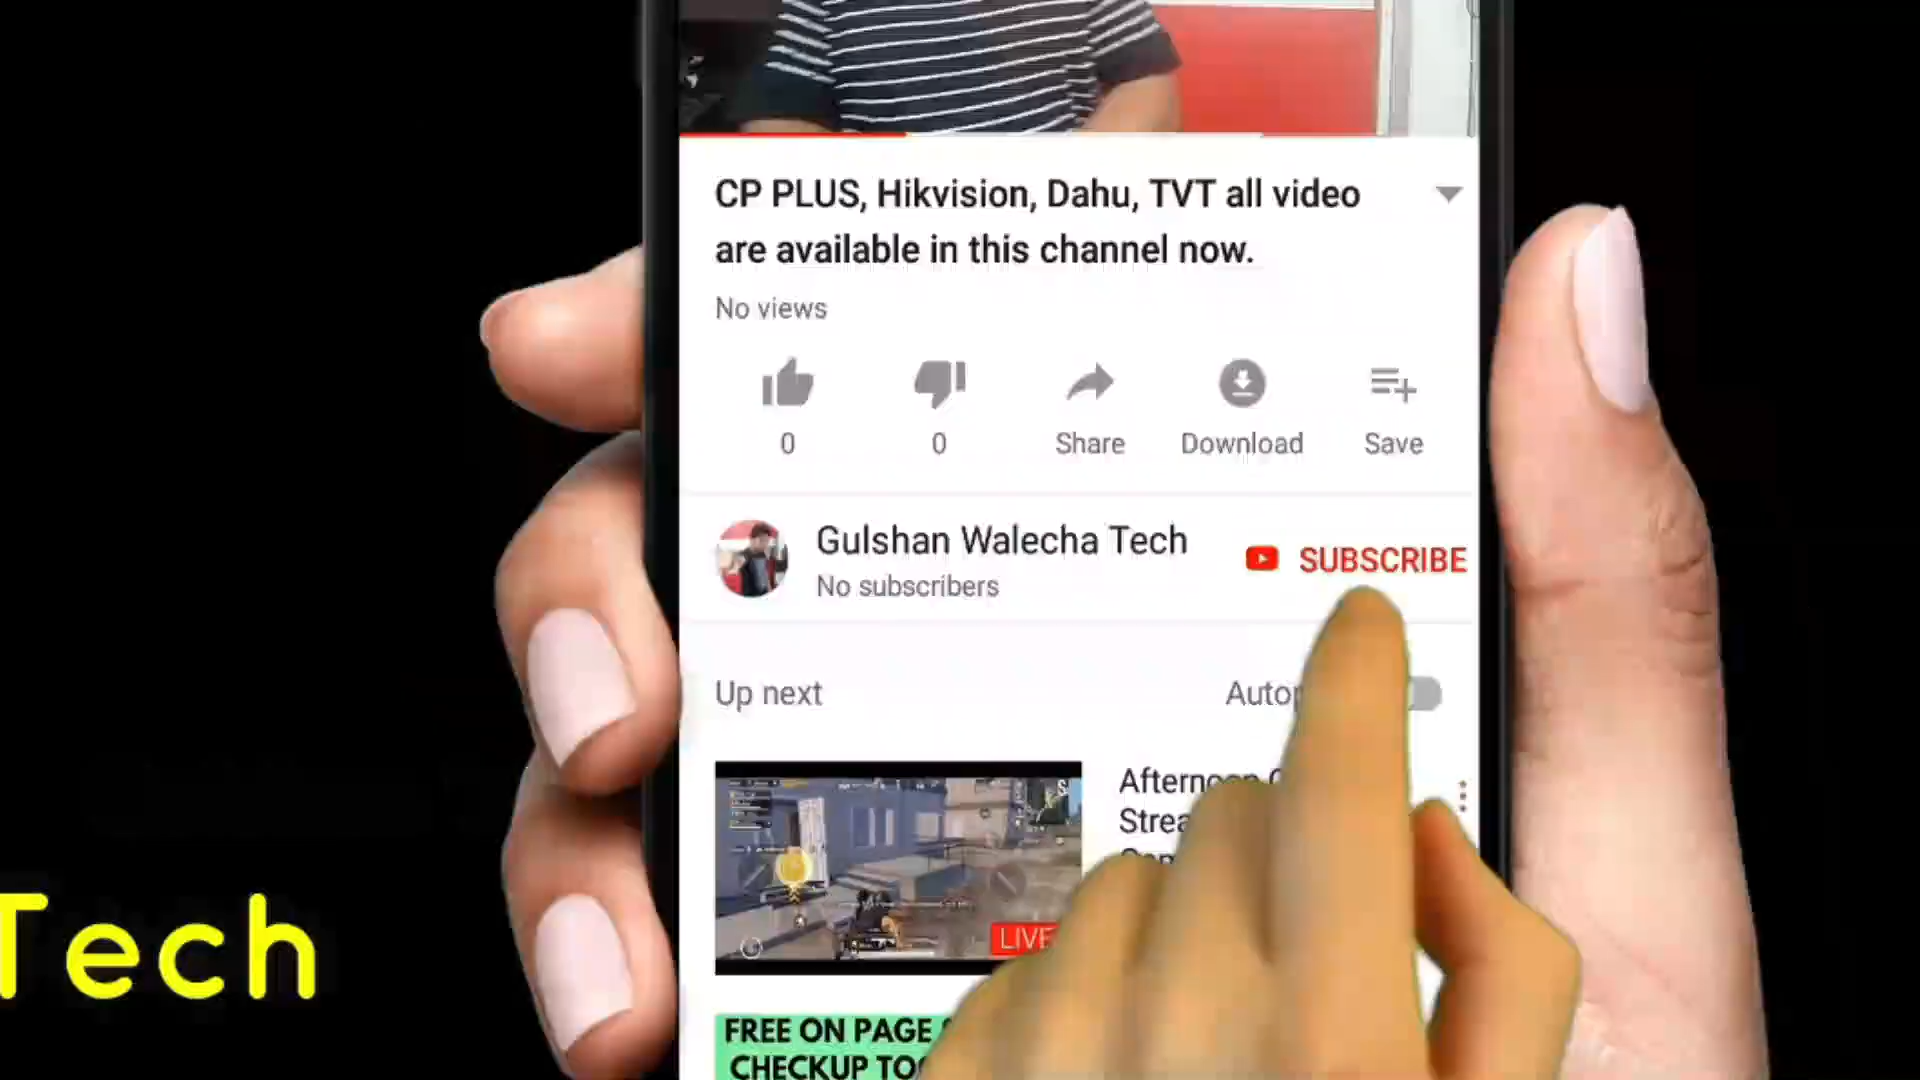 CP PLUS, Hikvision, Dahu, TVT all video
are available in this channel now.
No views
0
0
Share
Download
Save
Gulshan Walecha Tech
No subscribers
SUBSCRIBE
Up next
LIVE
Tech
FREE ON PAGE
CHECKUP